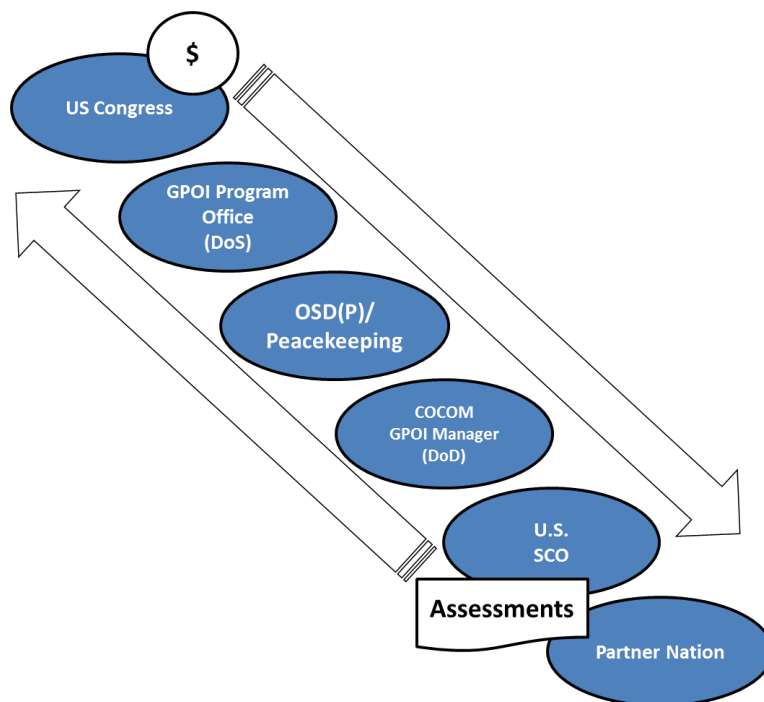 $
US Congress
GPOI Program
Office
(DoS)
OSD(P)/
Peacekeeping
COCOM
GPOI Manager
(DoD)
U.S.
SCO
Assessments
Partner Nation